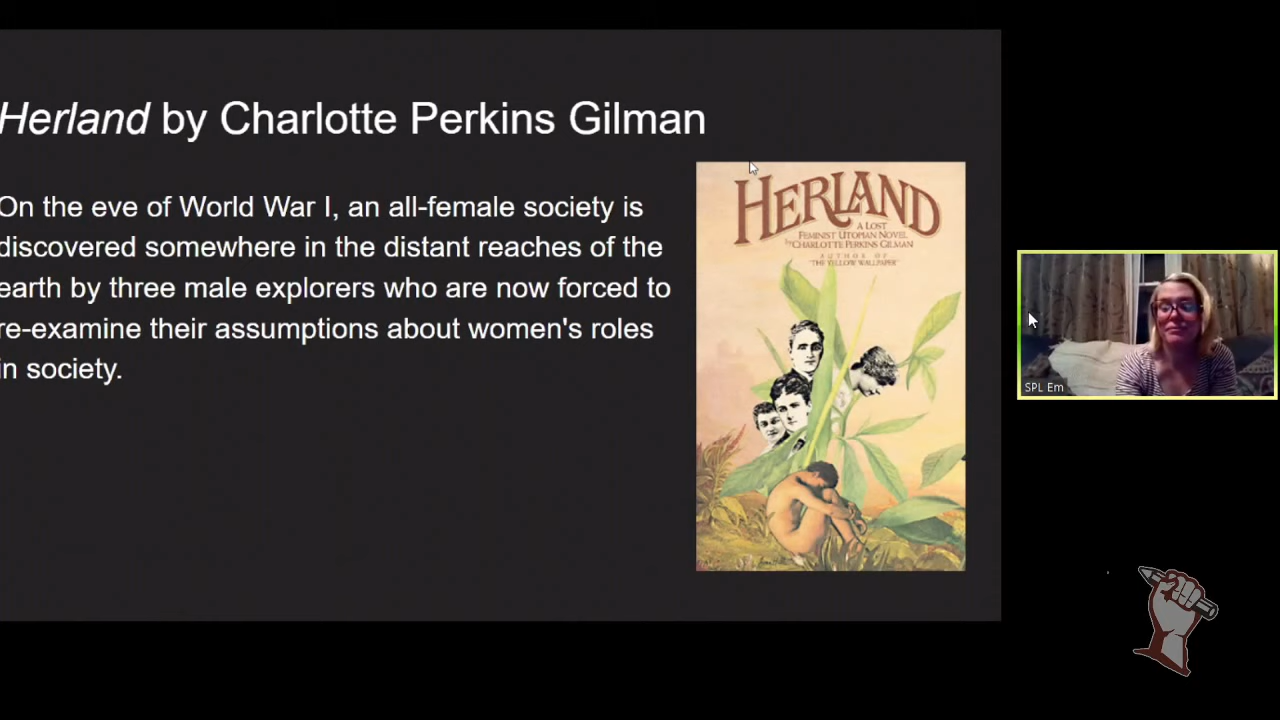 Herland by Charlotte Perkins Gilman
On the eve of World War I, an all-female society is
discovered somewhere in the distant reaches of the
earth by three male explorers who are now forced to
re-examine their assumptions about women's roles
in society.
HERLAND
A LOST
FEMINIST UTOPIAN NOVEL
by CHARLOTTE PERKINS GILMAN
AUTHOR OF
"THE YELLOW WALLPAPER"
SPL Em